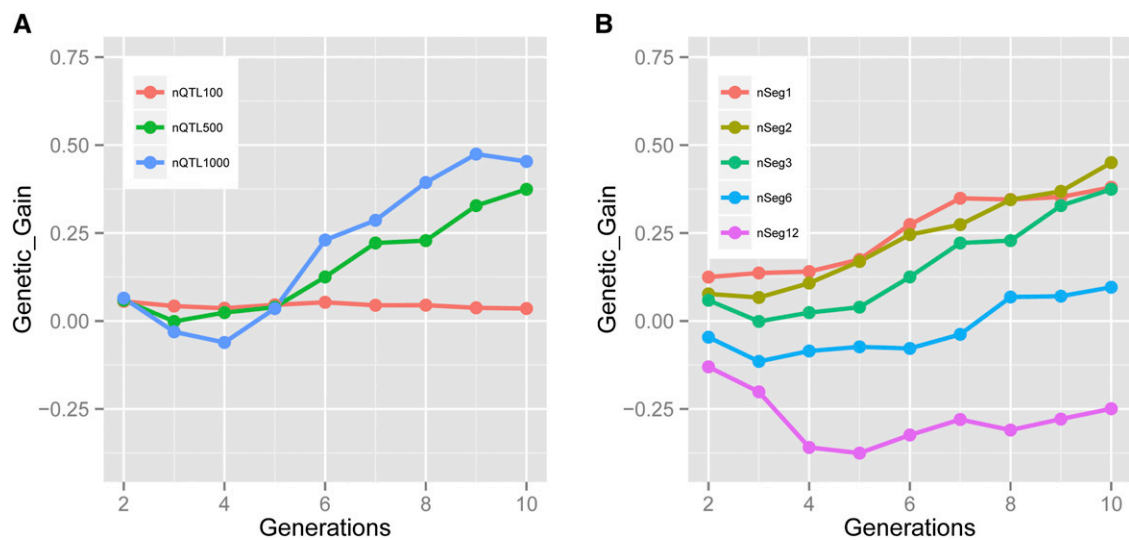 A
Genetic_Gain
0.75
0.50
0.25
0.00
−0.25
nQTL100
nQTL500
nQTL1000
2
4
6
8
10
Generations
B
Genetic_Gain
0.75
0.50
0.25
0.00
−0.25
nSeg1
nSeg2
nSeg3
nSeg6
nSeg12
2
4
6
8
10
Generations